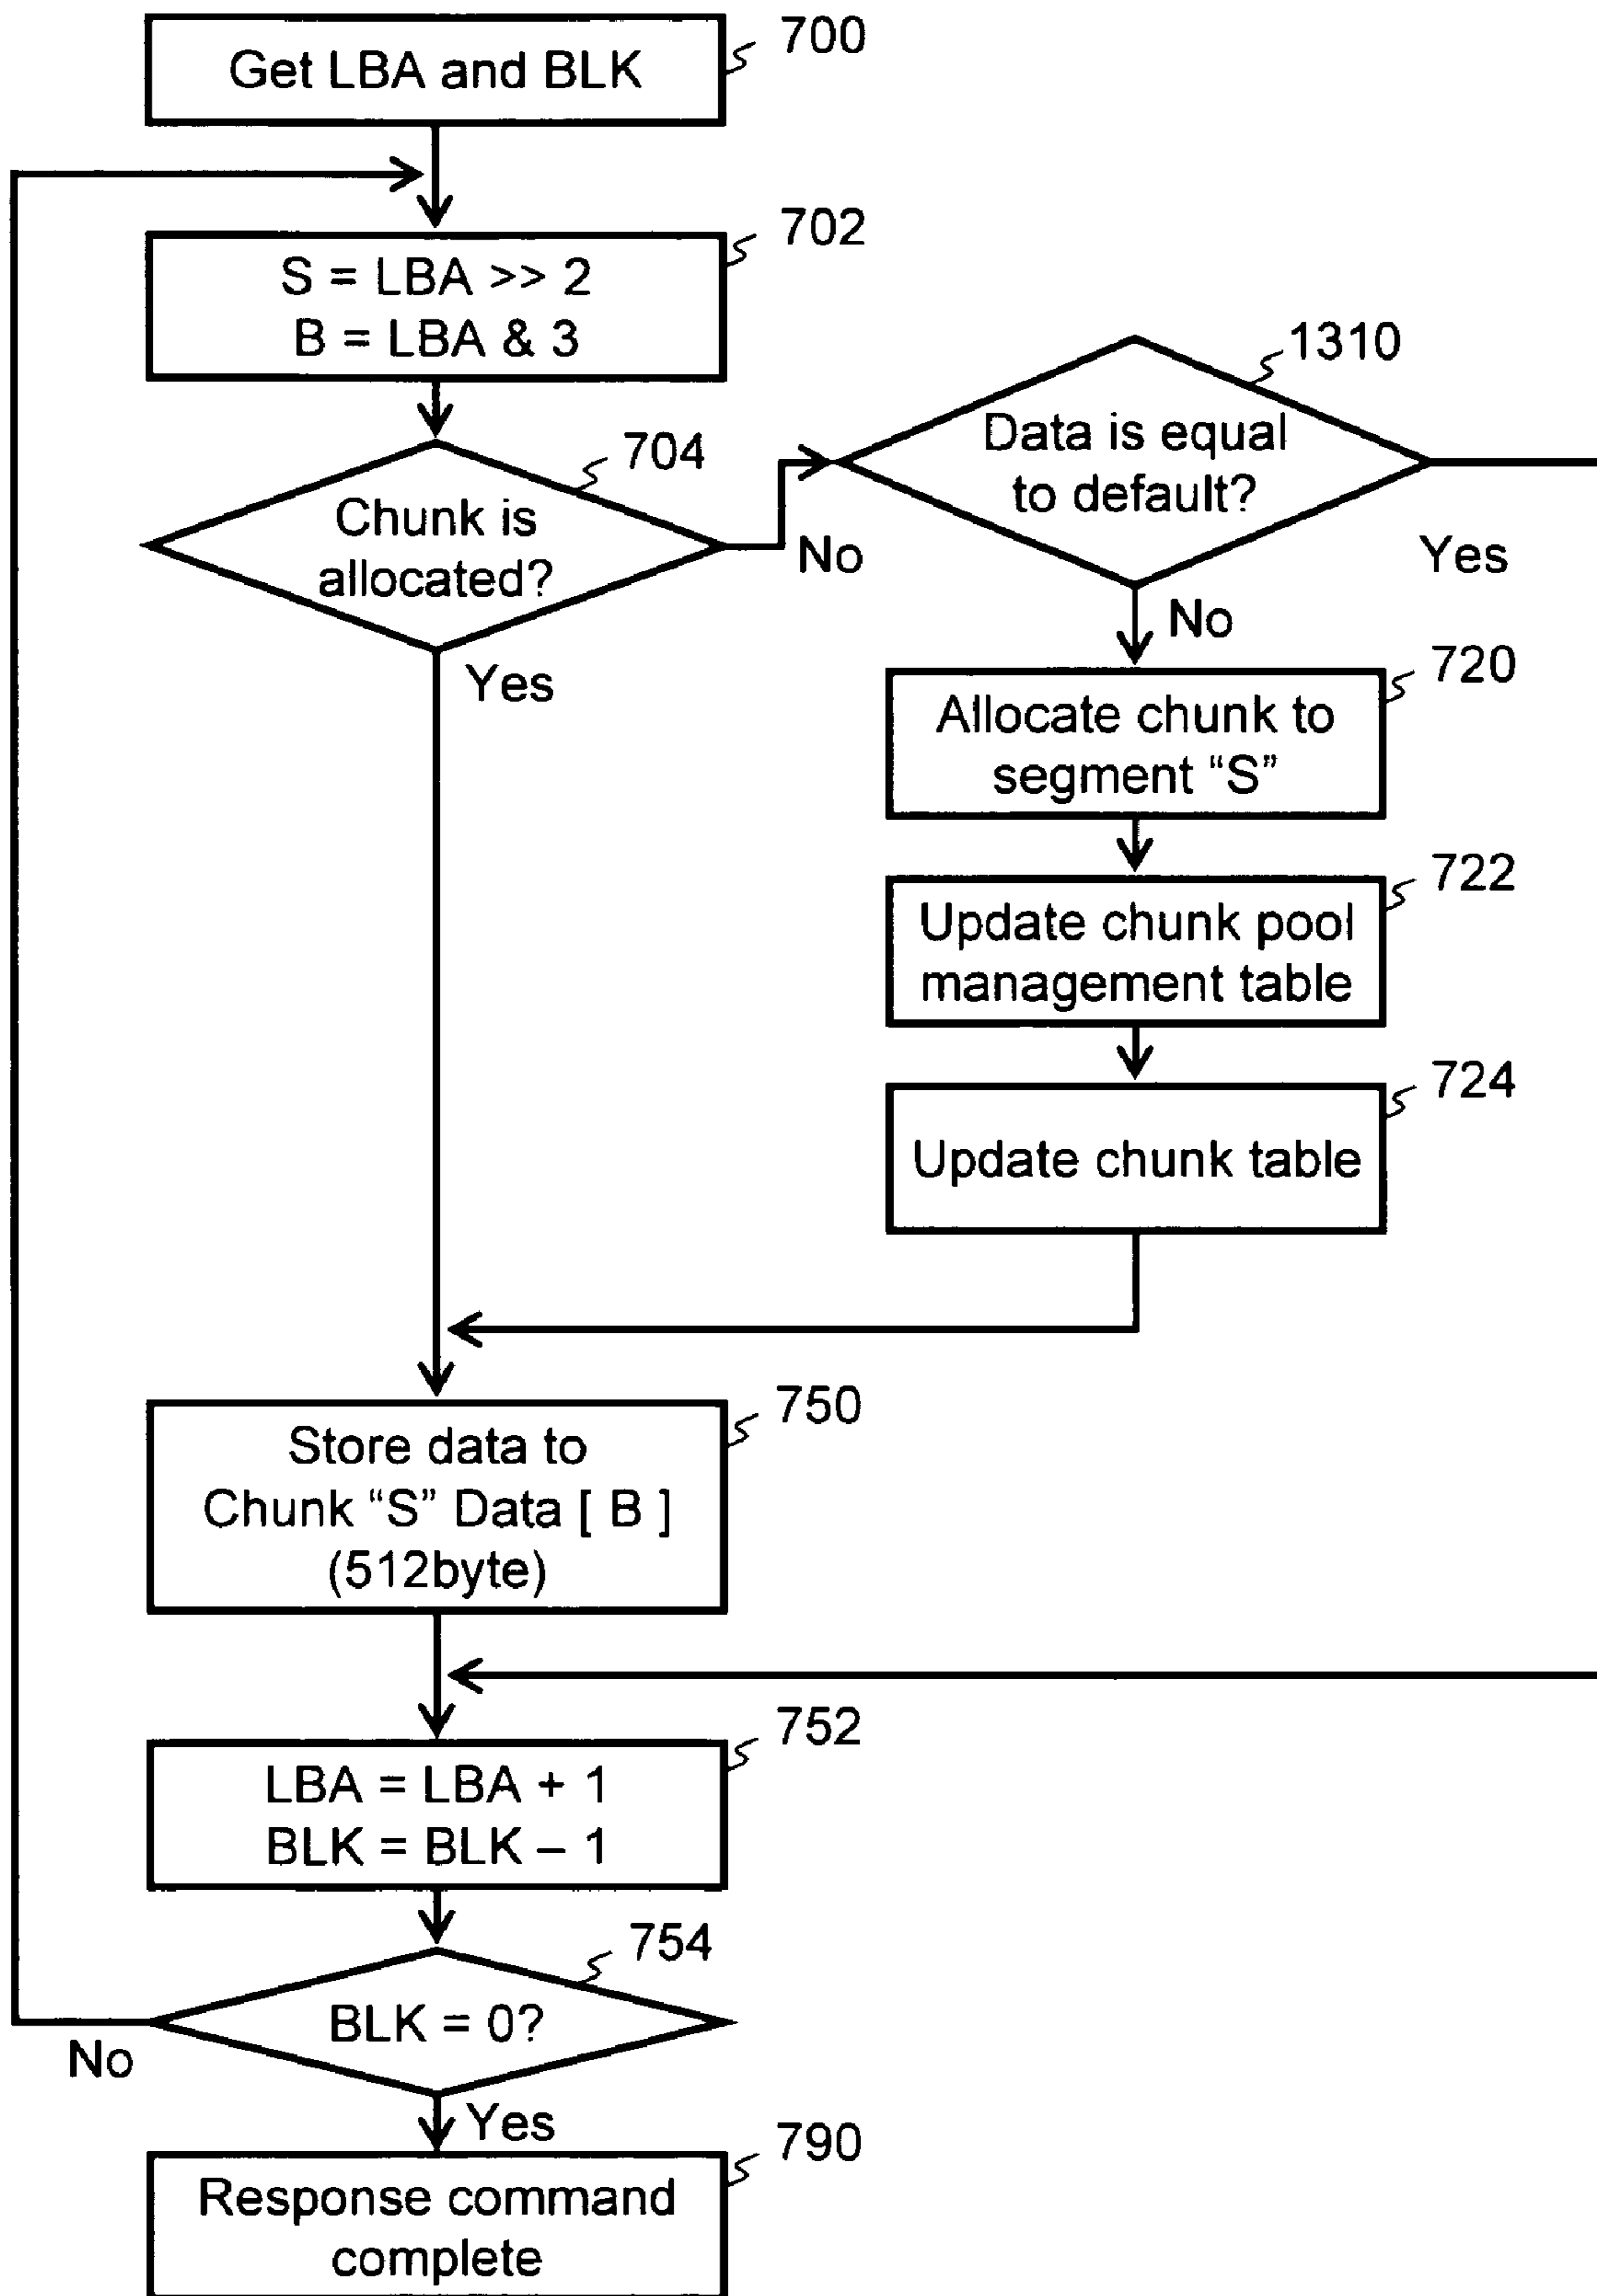 700
Get LBA and BLK
702
S = LBA >> 2
B = LBA & 3
704
Chunk is
allocated?
No
Yes
1310
Data is equal
to default?
Yes
No
720
Allocate chunk to
segment “S”
722
Update chunk pool
management table
724
Update chunk table
750
Store data to
Chunk “S” Data [ B ]
(512byte)
752
LBA = LBA + 1
BLK = BLK – 1
754
BLK = 0?
No
Yes
790
Response command
complete